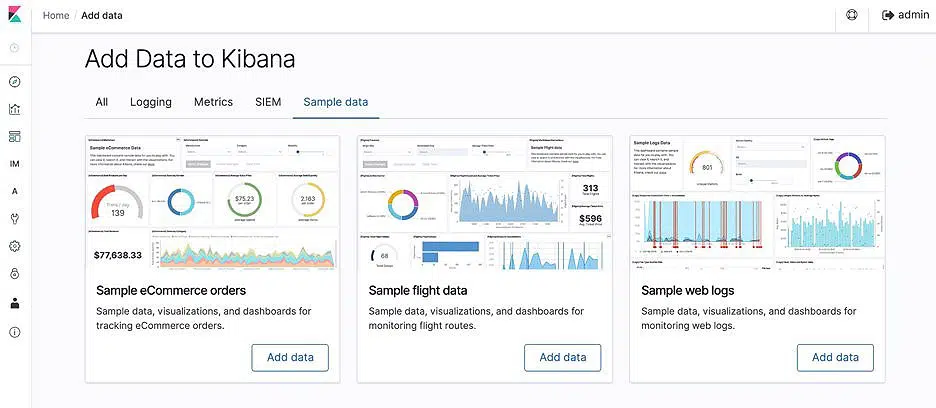 Home / Add data
admin
Add Data to Kibana
All Logging Metrics SIEM Sample data
IM
A
Sample eCommerce Data
139
$75.23
2,163
$77,638.33
Sample eCommerce orders
Sample data, visualizations, and dashboards for
tracking eCommerce orders.
Add data
Sample flight data
313
$596
68
Sample flight data
Sample data, visualizations, and dashboards for
monitoring flight routes.
Add data
Sample Logs Data
801
Sample web logs
Sample data, visualizations, and dashboards for
monitoring web logs.
Add data